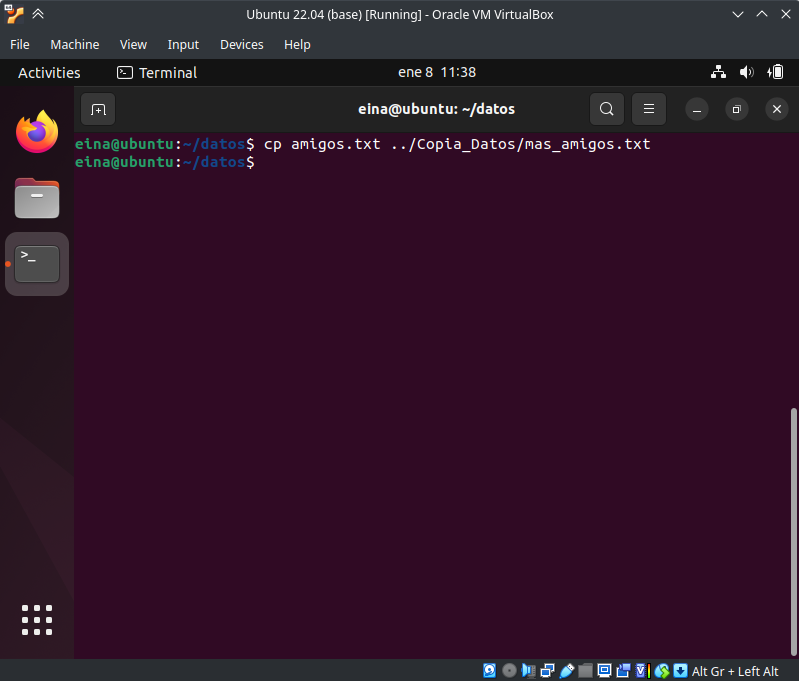 Ubuntu 22.04 (base) [Running] - Oracle VM VirtualBox
File Machine View Input Devices Help
Activities Terminal ene 8 11:38
eina@ubuntu: ~/datos
eina@ubuntu:~/datos$ cp amigos.txt ../Copia_Datos/mas_amigos.txt
eina@ubuntu:~/datos$
>_
Alt Gr + Left Alt